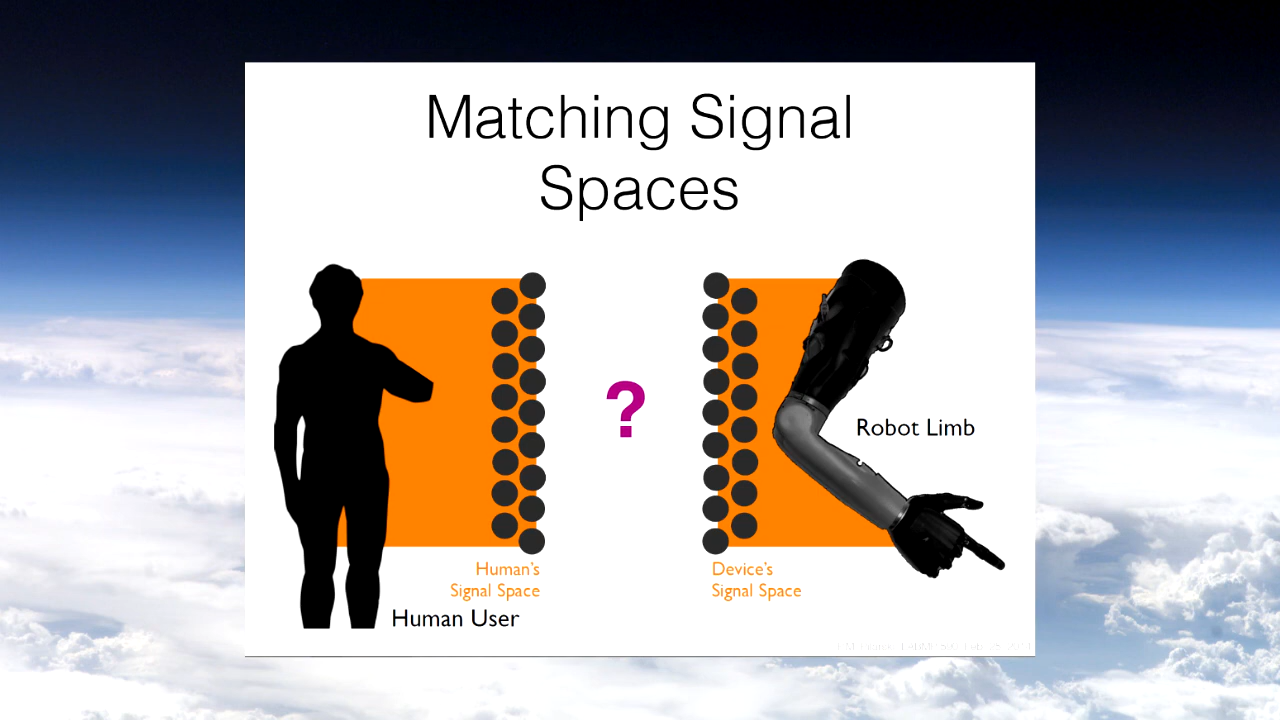 Matching Signal
Spaces
?
Robot Limb
Human's
Signal Space
Device's
Signal Space
Human User